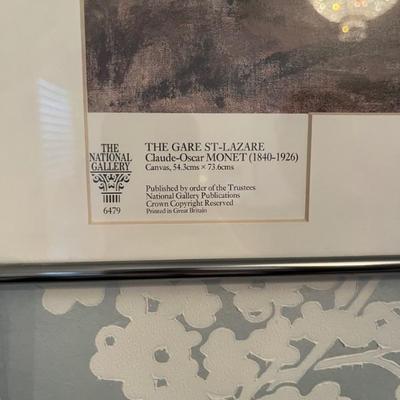 THE
NATIONAL
GALLERY
6479
THE GARE ST-LAZARE
Claude-Oscar MONET (1840-1926)
Canvas, 54.3cms × 73.6cms
Published by order of the Trustees
National Gallery Publications
Crown Copyright Reserved
Printed in Great Britain